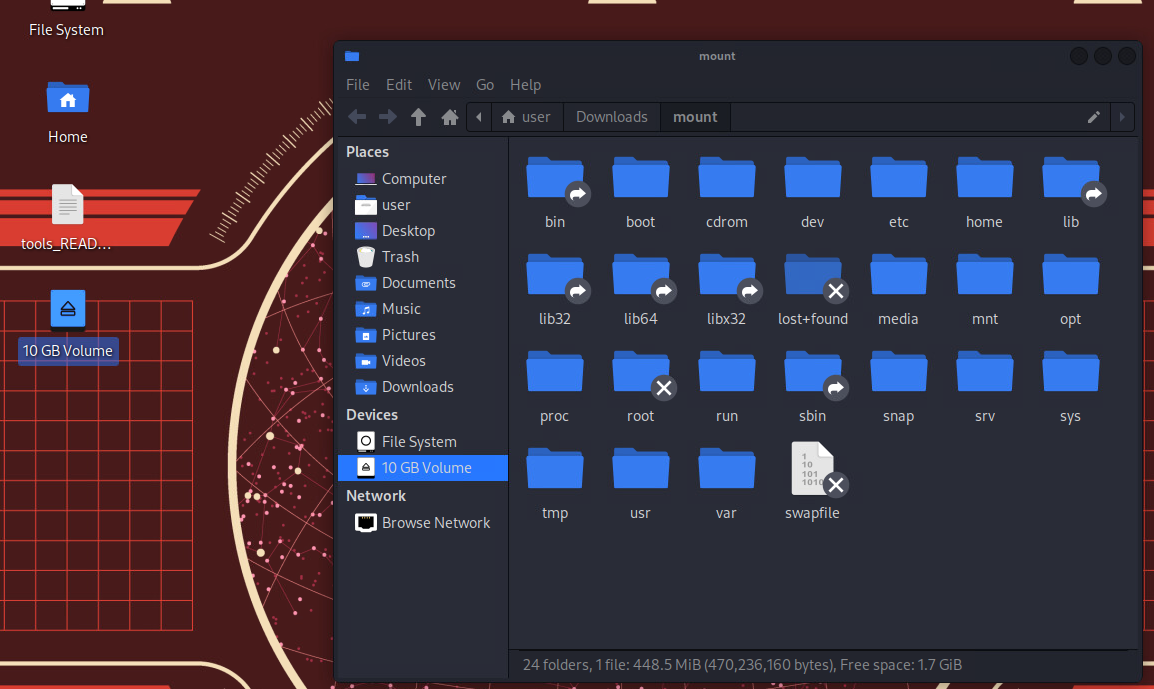 File System
Home
tools_READ...
10 GB Volume
mount
File Edit View Go Help
user Downloads mount
Places
Computer
user
Desktop
Trash
Documents
Music
Pictures
Videos
Downloads
Devices
File System
10 GB Volume
Network
Browse Network
bin boot cdrom dev etc home lib
lib32 lib64 libx32 lost+found media mnt opt
proc root run sbin snap srv sys
1
10
101
1010
tmp usr var swapfile
24 folders, 1 file: 448.5 MiB (470,236,160 bytes), Free space: 1.7 GiB